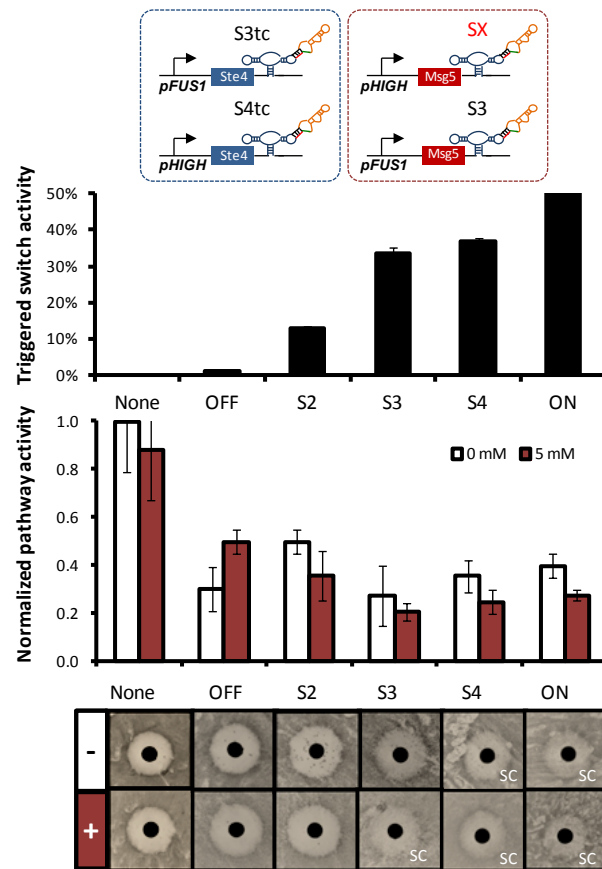 S3tc
SX
pFUS1
Ste4
pHIGH
Msg5
S4tc
S3
pHIGH
Ste4
pFUS1
Msg5
Triggered switch activity
50%
40%
30%
20%
10%
0%
None OFF S2 S3 S4 ON
Normalized pathway activity
1.0
0.8
0.6
0.4
0.2
0.0
0 mM 5 mM
None OFF S2 S3 S4 ON
-
SC SC
+
SC SC SC